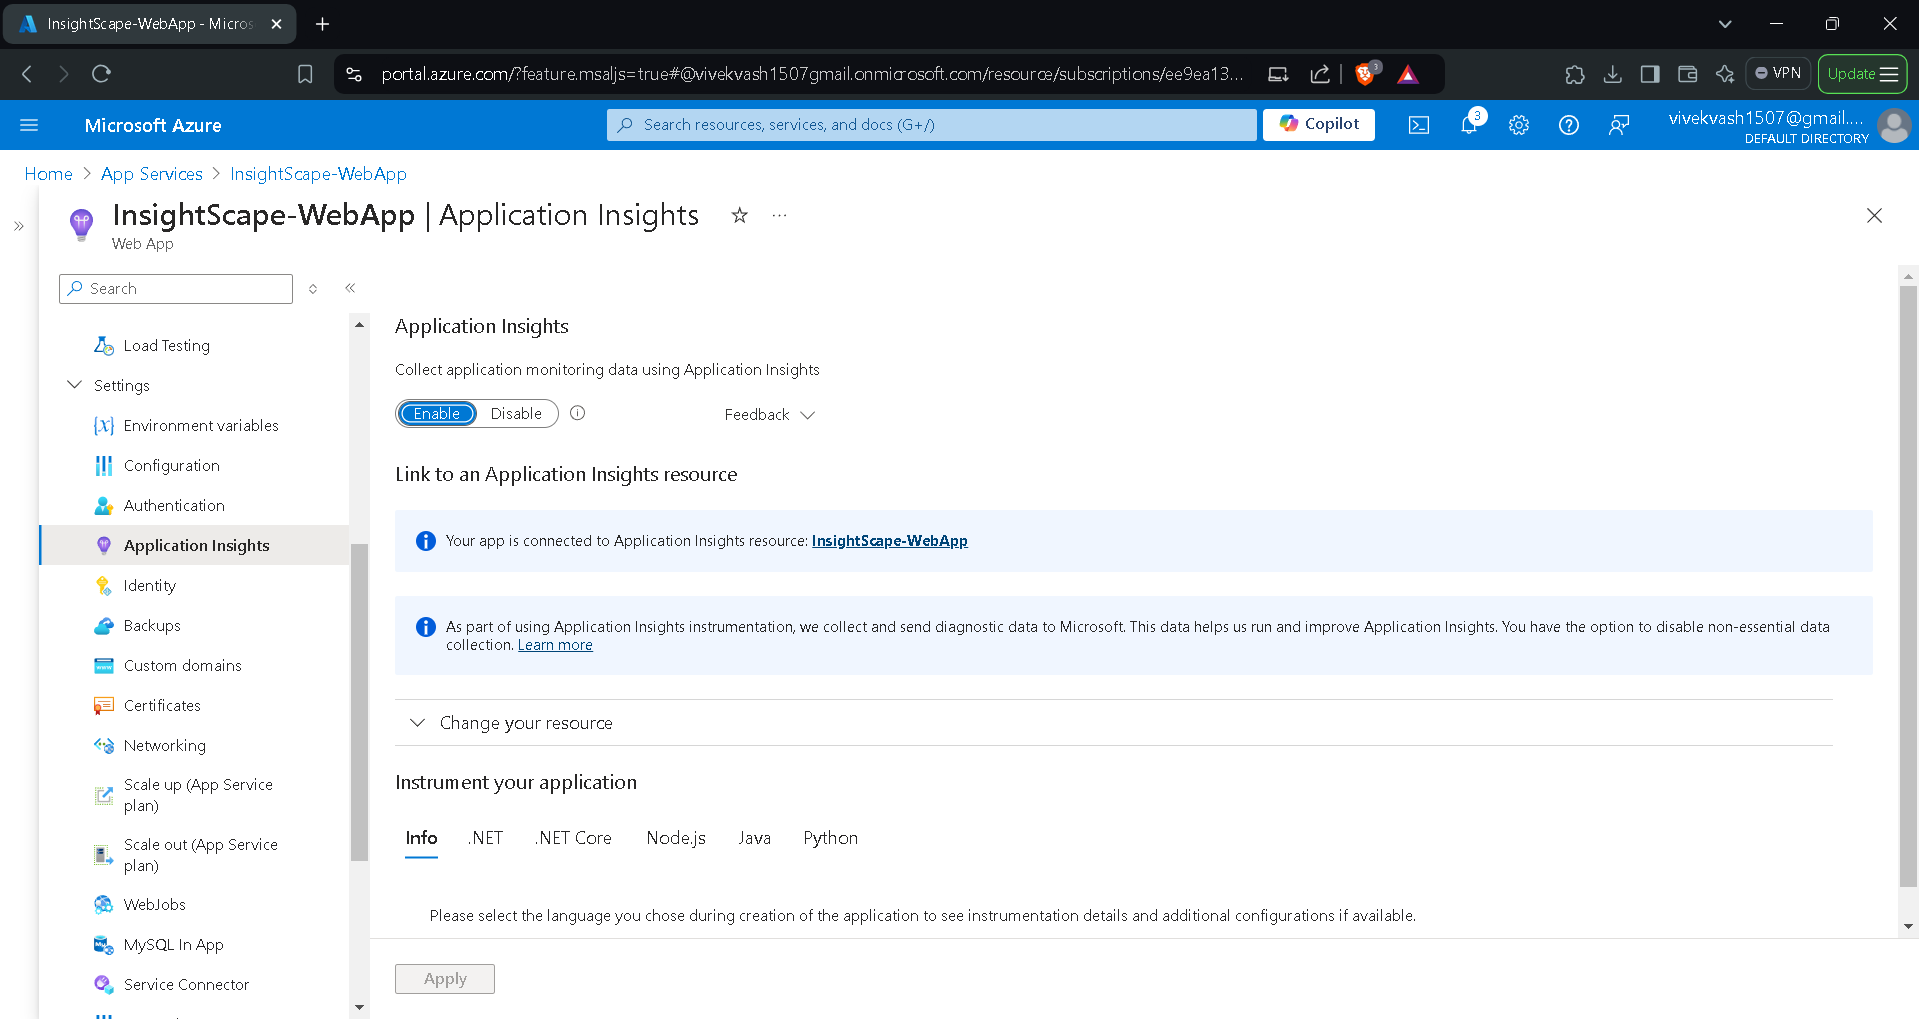 InsightScape-WebApp - Micros
portal.azure.com/?feature.msaljs=true#@vivekvash1507gmail.onmicrosoft.com/resource/subscriptions/ee9ea13...
3
VPN
Update
Microsoft Azure
Search resources, services, and docs (G+/)
Copilot
3
vivekvash1507@gmail....
DEFAULT DIRECTORY
Home > App Services > InsightScape-WebApp
InsightScape-WebApp | Application Insights
Web App
Search
Load Testing
Settings
Environment variables
Configuration
Authentication
Application Insights
Identity
Backups
Custom domains
Certificates
Networking
Scale up (App Service
plan)
Scale out (App Service
plan)
WebJobs
MySQL In App
Service Connector
Application Insights
Collect application monitoring data using Application Insights
Enable Disable
Feedback
Link to an Application Insights resource
Your app is connected to Application Insights resource: InsightScape-WebApp
As part of using Application Insights instrumentation, we collect and send diagnostic data to Microsoft. This data helps us run and improve Application Insights. You have the option to disable non-essential data
collection. Learn more
Change your resource
Instrument your application
Info .NET .NET Core Node.js Java Python
Please select the language you chose during creation of the application to see instrumentation details and additional configurations if available.
Apply